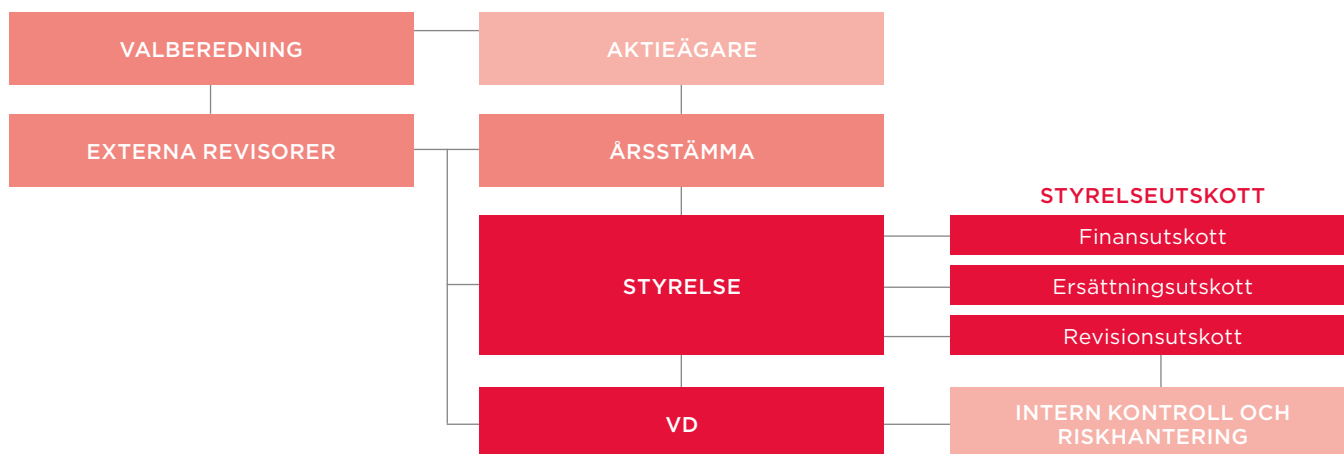 VALBEREDNING
AKTIEÄGARE
EXTERNA REVISORER
ÅRSSTÄMMA
STYRELSE
STYRELSEUTSKOTT
Finansutskott
Ersättningsutskott
Revisionsutskott
VD
INTERN KONTROLL OCH
RISKHANTERING